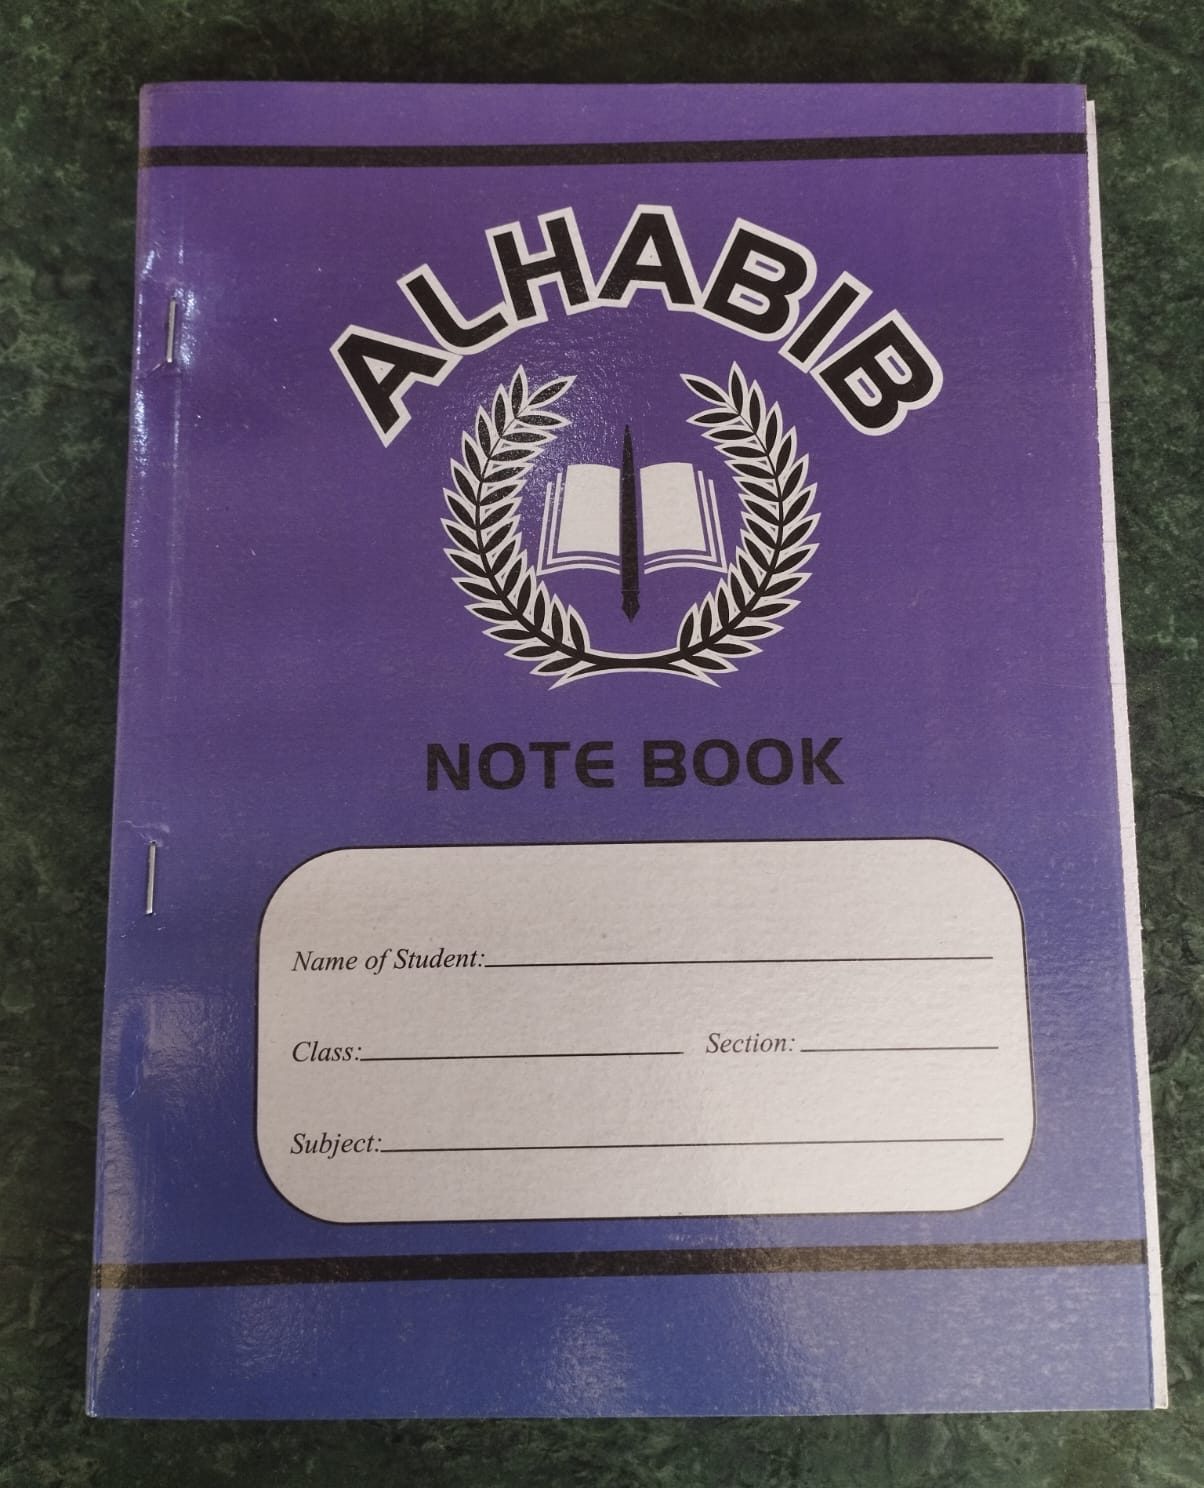 ALHABIB
NOTE BOOK
Name of Student:
Class: Section:
Subject: